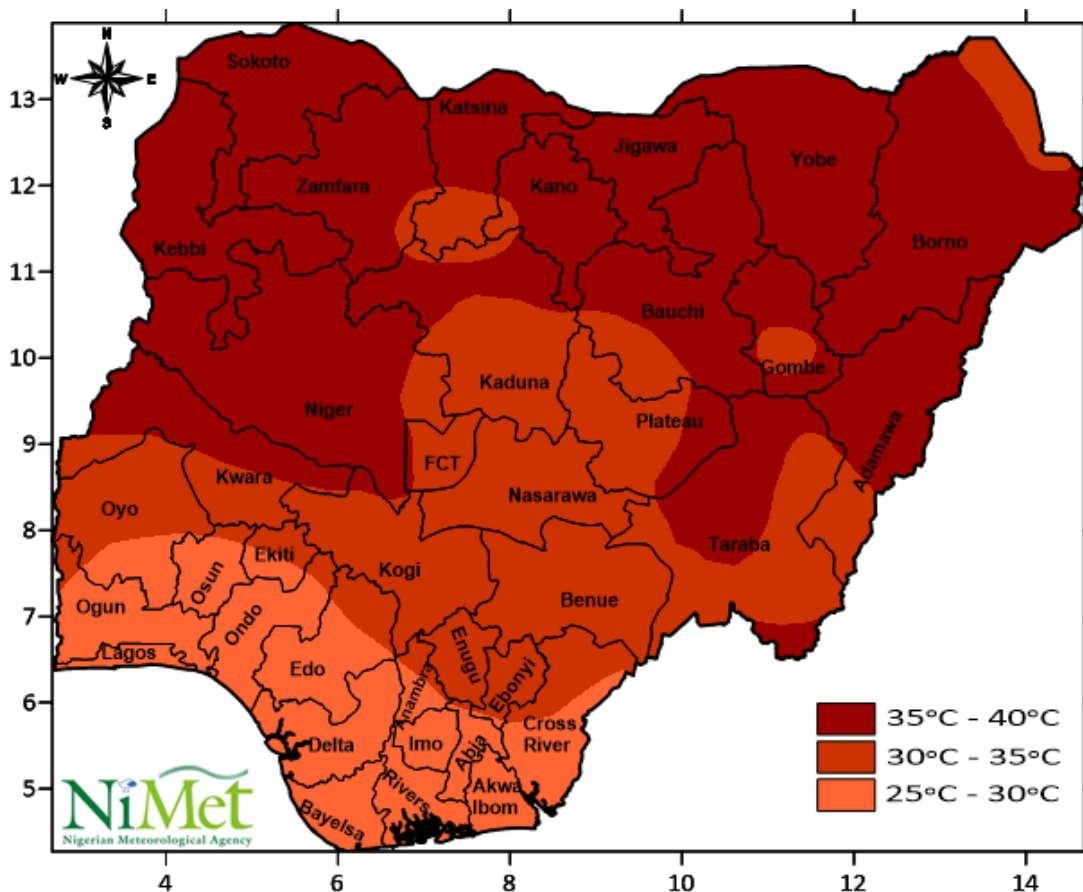 N
W
E
S
13
12
11
10
9
8
7
6
5
4
6
8
10
12
14
Sokoto
Katsina
Jigawa
Yobe
Zamfara
Kano
Kebbi
Borno
Bauchi
Gombe
Kaduna
Niger
Plateau
Adamawa
FCT
Kwara
Nasarawa
Oyo
Taraba
Ekiti
Osun
Kogi
Benue
Ogun
Ondo
Enugu
Lagos
Edo
Anambra
Ebonyi
Cross
River
Delta
Imo
Abia
Rivers
Akwa
Ibom
Bayelsa
35°C - 40°C
30°C - 35°C
25°C - 30°C
NiMet
Nigerian Meteorological Agency